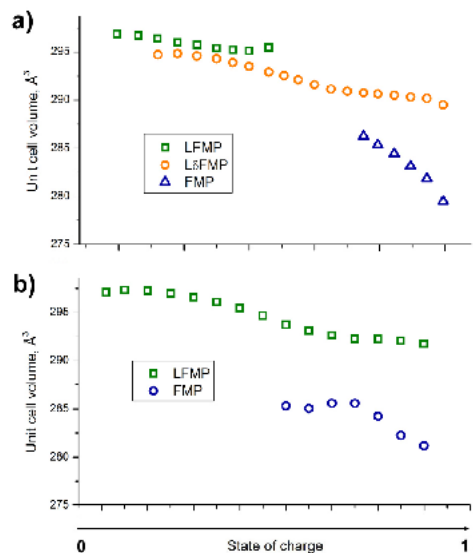 a)
295
290
285
280
275
Unit cell volume, Å³
LFMP
LδFMP
FMP
b)
295
290
285
280
275
Unit cell volume, Å³
LFMP
FMP
0
State of charge
1